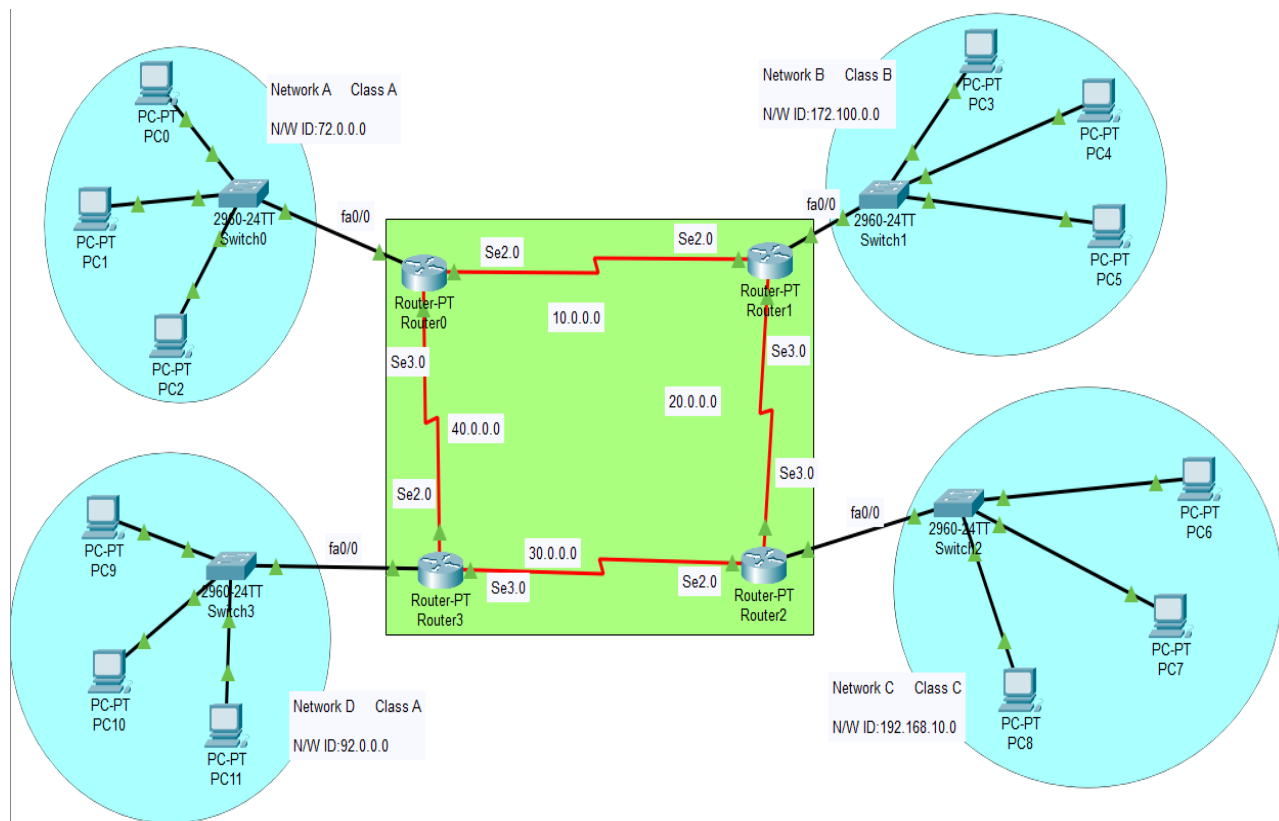 Network A Class A
N/W ID:72.0.0.0
PC-PT
PC0
PC-PT
PC1
PC-PT
PC2
2960-24TT
Switch0
fa0/0
Network B Class B
N/W ID:172.100.0.0
PC-PT
PC3
PC-PT
PC4
PC-PT
PC5
2960-24TT
Switch1
fa0/0
Se2.0
Se2.0
Router-PT
Router0
Router-PT
Router1
10.0.0.0
Se3.0
Se3.0
20.0.0.0
40.0.0.0
Se3.0
Se2.0
30.0.0.0
Se3.0
Se2.0
Router-PT
Router3
Router-PT
Router2
fa0/0
fa0/0
PC-PT
PC9
2960-24TT
Switch3
PC-PT
PC10
PC-PT
PC11
Network D Class A
N/W ID:92.0.0.0
2960-24TT
Switch2
PC-PT
PC6
PC-PT
PC7
PC-PT
PC8
Network C Class C
N/W ID:192.168.10.0